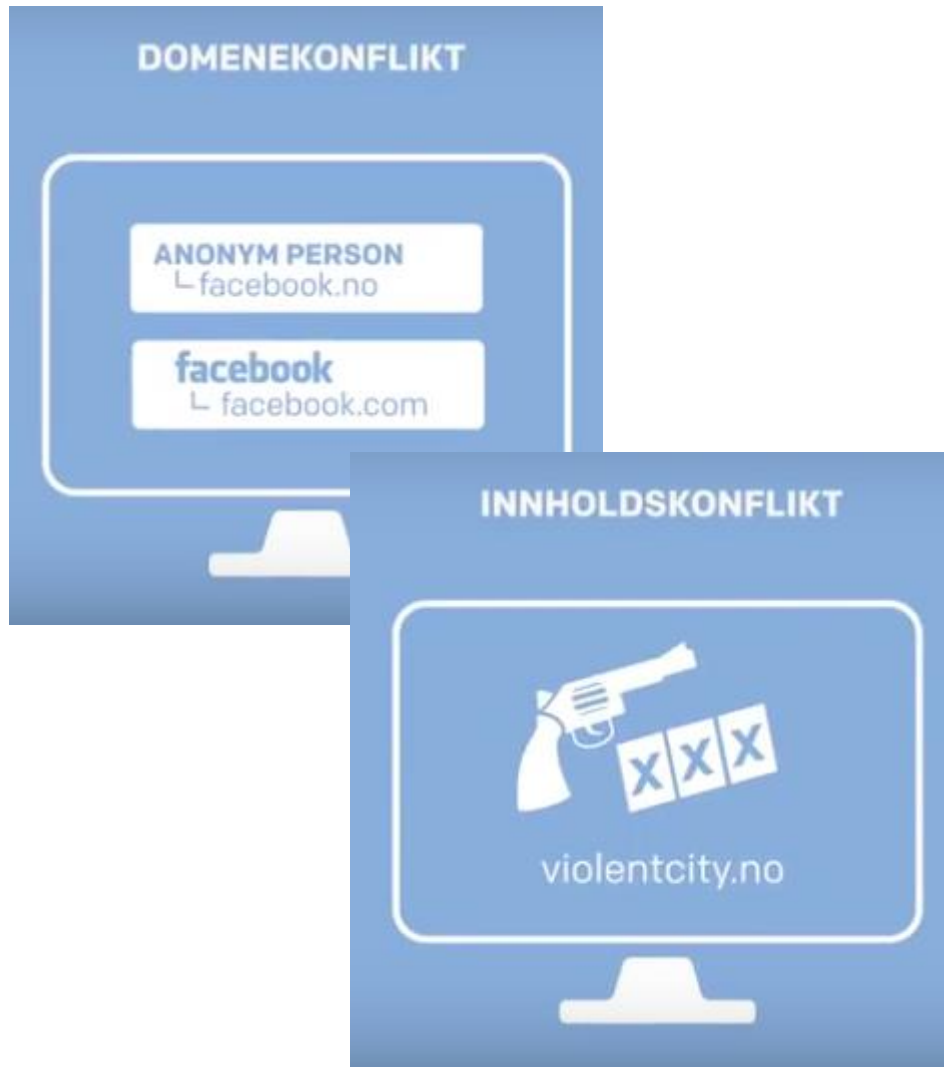 DOMENEKONFLIKT
ANONYM PERSON
facebook.no
facebook
facebook.com
INNHOLDSKONFLIKT
XXX
violentcity.no